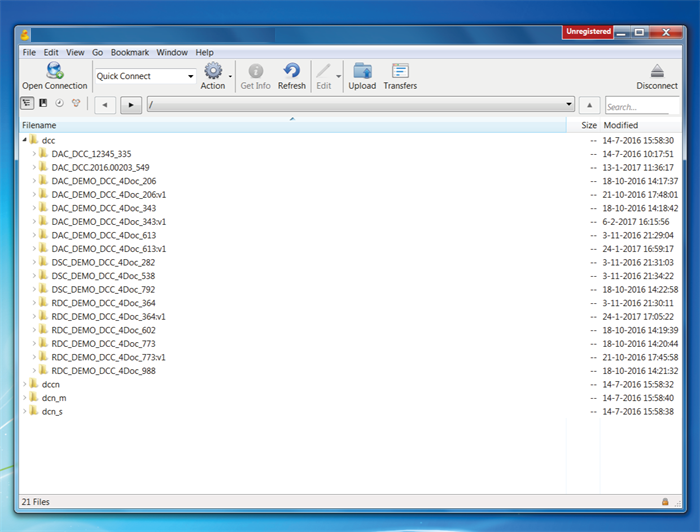 Unregistered
File Edit View Go Bookmark Window Help
Quick Connect
Open Connection Action Get Info Refresh Edit Upload Transfers Disconnect
/ Search...
Filename Size Modified
dcc -- 14-7-2016 15:58:30
DAC_DCC_12345_335 -- 14-7-2016 10:17:51
DAC_DCC.2016.00203_549 -- 13-1-2017 11:36:17
DAC_DEMO_DCC_4Doc_206 -- 18-10-2016 14:17:37
DAC_DEMO_DCC_4Doc_206:v1 -- 21-10-2016 17:48:01
DAC_DEMO_DCC_4Doc_343 -- 18-10-2016 14:18:42
DAC_DEMO_DCC_4Doc_343:v1 -- 6-2-2017 16:15:56
DAC_DEMO_DCC_4Doc_613 -- 3-11-2016 21:29:04
DAC_DEMO_DCC_4Doc_613:v1 -- 24-1-2017 16:59:17
DSC_DEMO_DCC_4Doc_282 -- 3-11-2016 21:31:03
DSC_DEMO_DCC_4Doc_538 -- 3-11-2016 21:34:22
DSC_DEMO_DCC_4Doc_792 -- 18-10-2016 14:22:58
RDC_DEMO_DCC_4Doc_364 -- 3-11-2016 21:30:11
RDC_DEMO_DCC_4Doc_364:v1 -- 24-1-2017 17:05:22
RDC_DEMO_DCC_4Doc_602 -- 18-10-2016 14:19:39
RDC_DEMO_DCC_4Doc_773 -- 18-10-2016 14:20:44
RDC_DEMO_DCC_4Doc_773:v1 -- 21-10-2016 17:45:58
RDC_DEMO_DCC_4Doc_988 -- 18-10-2016 14:21:32
dccn -- 14-7-2016 15:58:32
dcn_m -- 14-7-2016 15:58:40
dcn_s -- 14-7-2016 15:58:38
21 Files